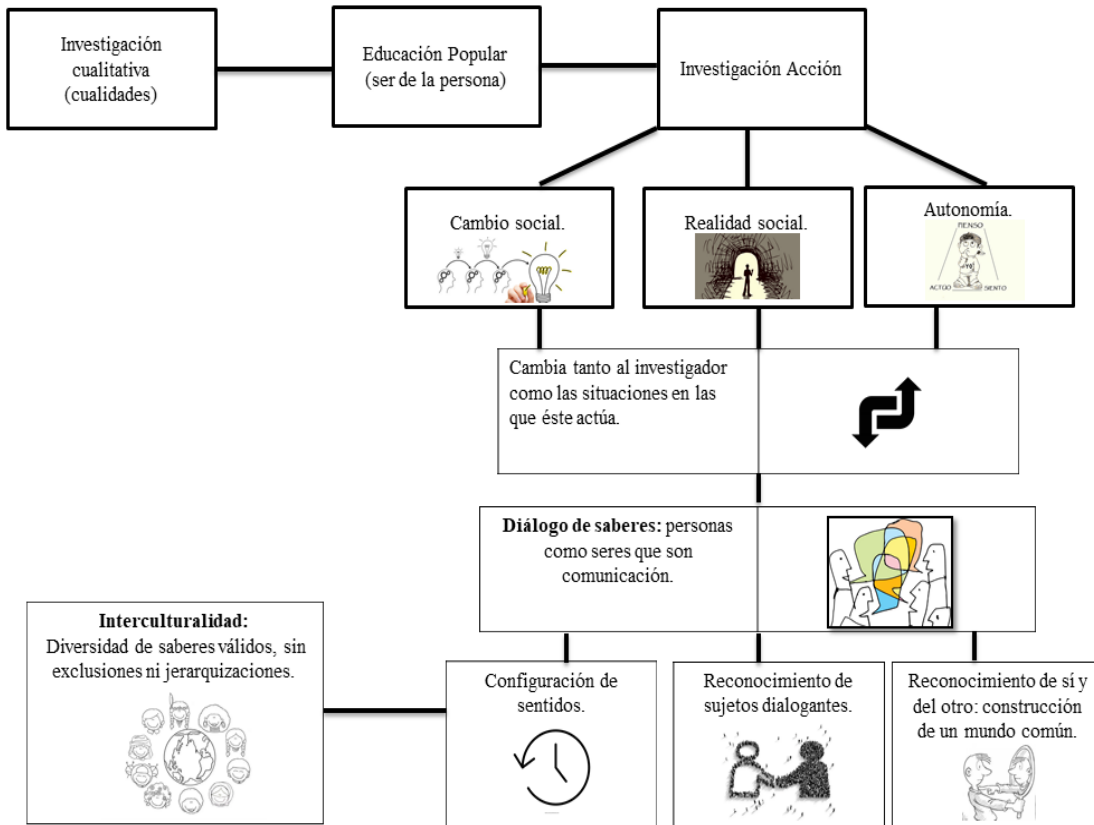 Investigación
cualitativa
(cualidades)
Educación Popular
(ser de la persona)
Investigación Acción
Cambio social.
Realidad social.
Autonomía.
PIENSO
ACTÚO
SIENTO
Cambia tanto al investigador
como las situaciones en las
que éste actúa.
Diálogo de saberes: personas
como seres que son
comunicación.
Interculturalidad:
Diversidad de saberes válidos, sin
exclusiones ni jerarquizaciones.
Configuración de
sentidos.
Reconocimiento de
sujetos dialogantes.
Reconocimiento de sí y
del otro: construcción
de un mundo común.